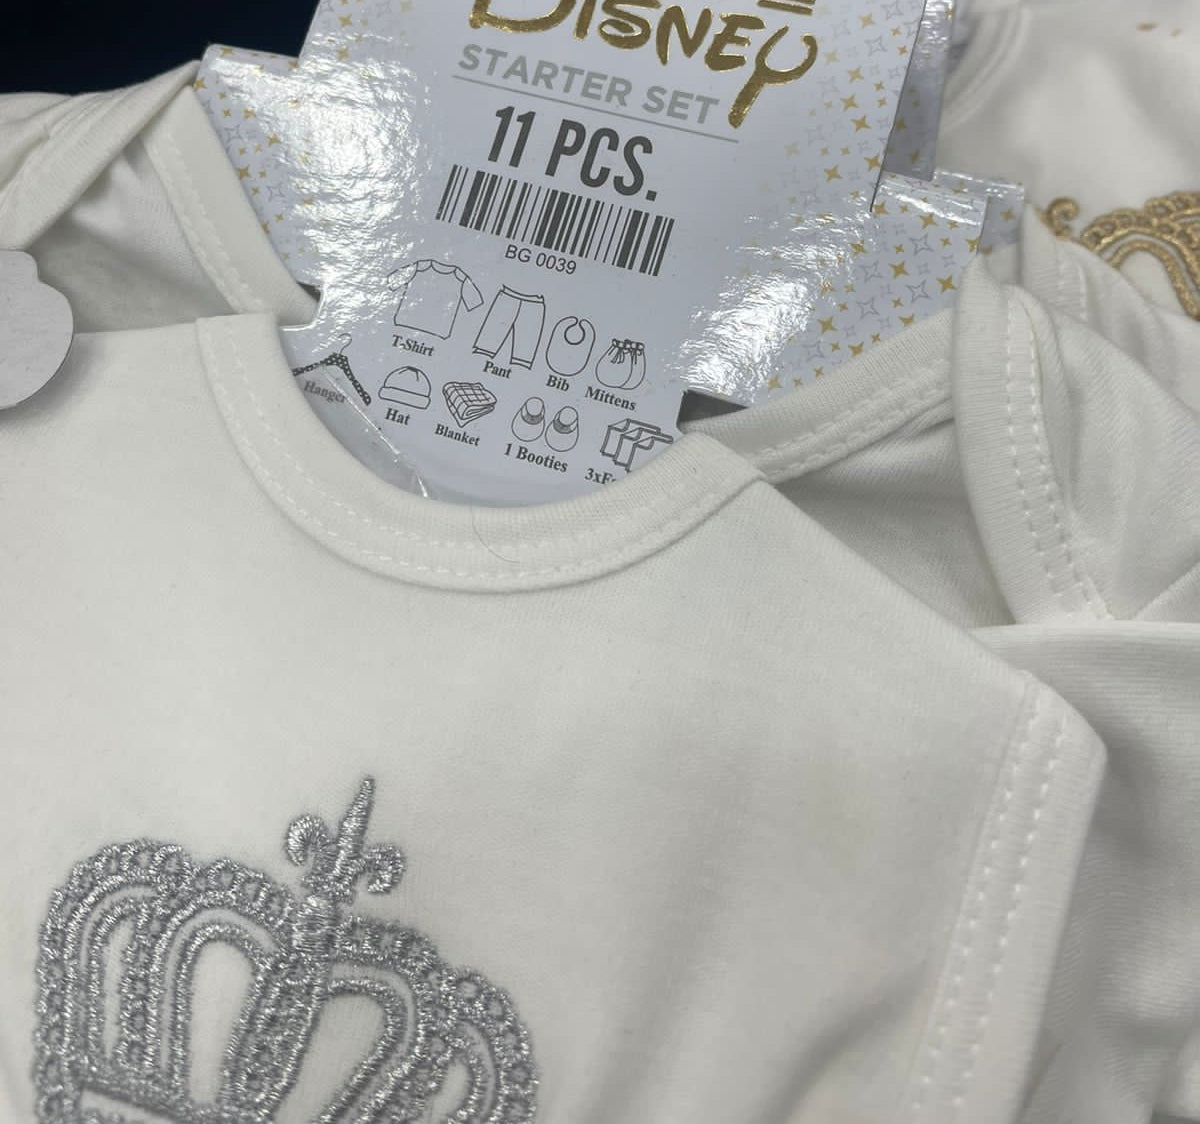 DISNEY
STARTER SET
11 PCS.
BG 0039
T-Shirt Pant Bib Mittens
Hanger Hat Blanket 1 Booties